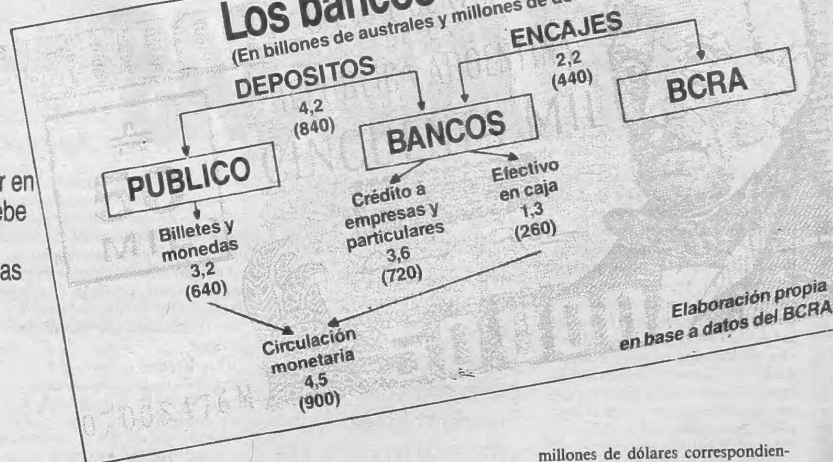 Los bancos
(En billones de australes y millones de
DEPOSITOS
4,2
(840)
ENCAJES
2,2
(440)
PUBLICO
BANCOS
BCRA
Billetes y
monedas
3,2
(640)
Crédito a
empresas y
particulares
3,6
(720)
Efectivo
en caja
1,3
(260)
Circulación
monetaria
4,5
(900)
Elaboración propia
en base a datos del BCRA
r en
as
millones de dólares correspondien-